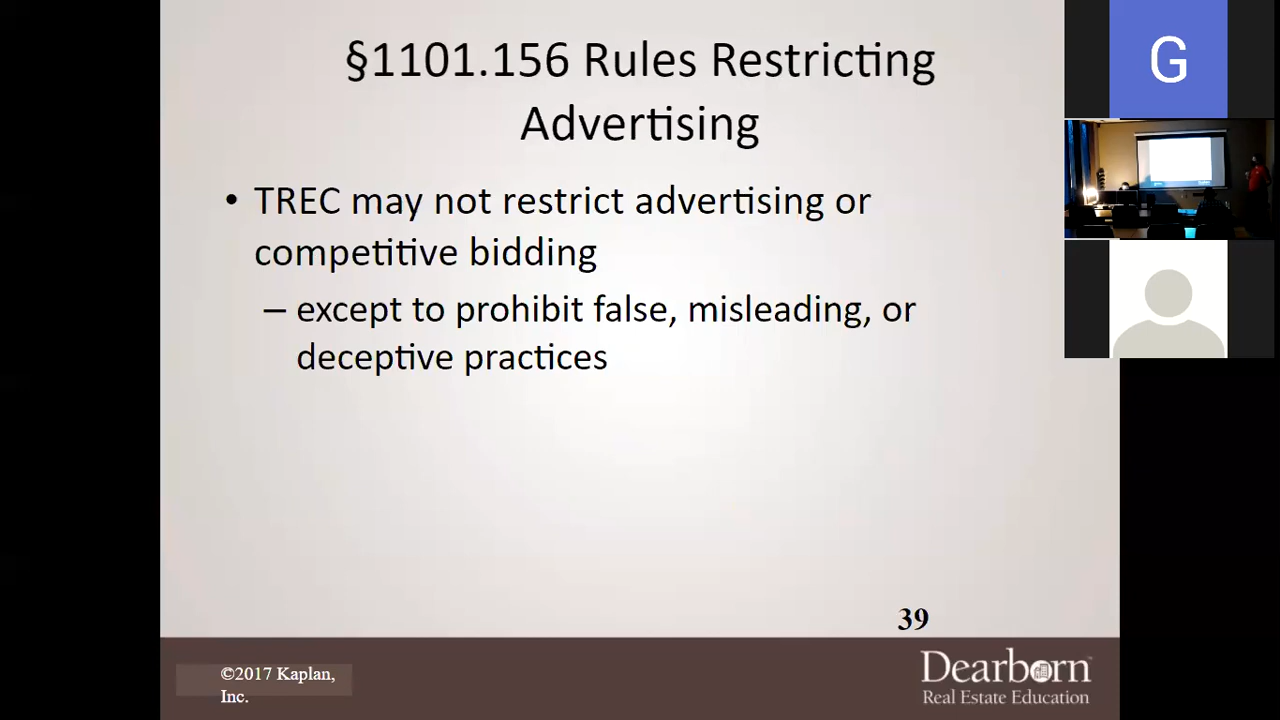 §1101.156 Rules Restricting
Advertising
• TREC may not restrict advertising or
competitive bidding
– except to prohibit false, misleading, or
deceptive practices
39
©2017 Kaplan,
Inc.
Dearborn
Real Estate Education
G